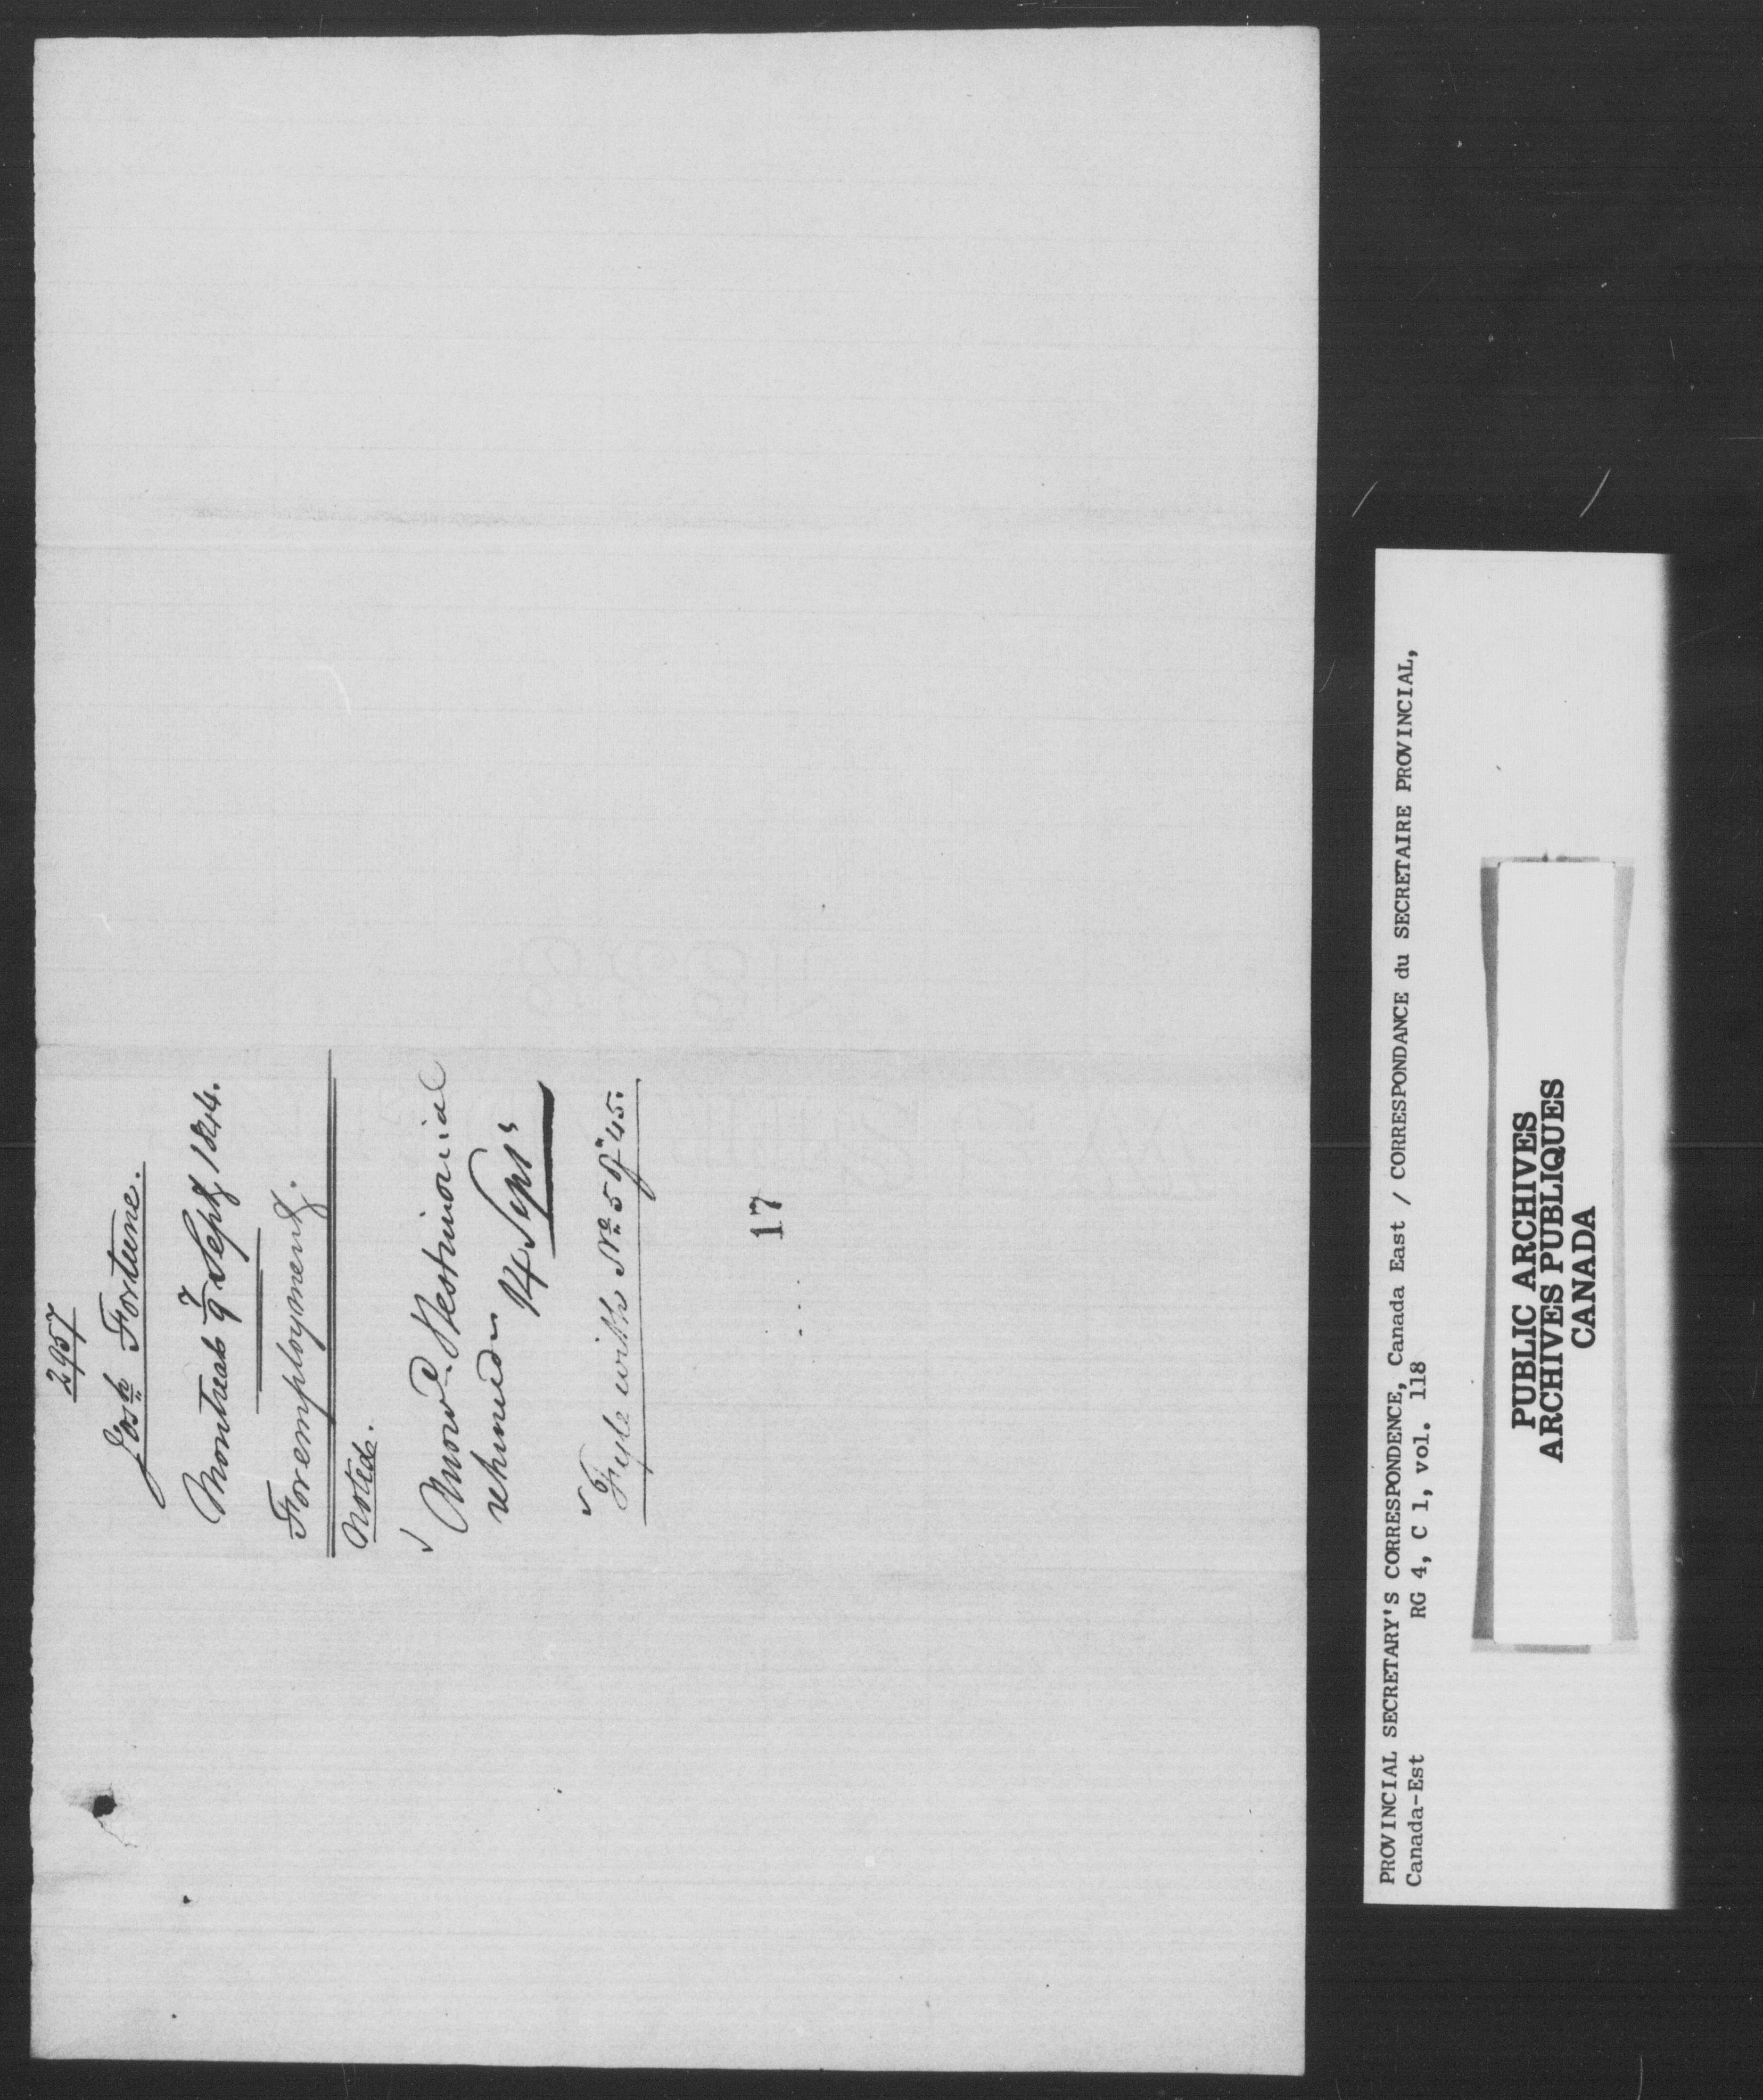 2957
Jos.h Fortune.
Montreal 7/9 Sept, 1844.
For employment.
Noted.
Answd. & testimonial
returned
14 Sept
Fyle with No. 5 of "45.
17
PROVINCIAL SECRETARY'S CORRESPONDENCE, Canada East / CORRESPONDANCE du SECRETAIRE PROVINCIAL,
Canada-Est RG 4, C 1, vol. 118
PUBLIC ARCHIVES
ARCHIVES PUBLIQUES
CANADA